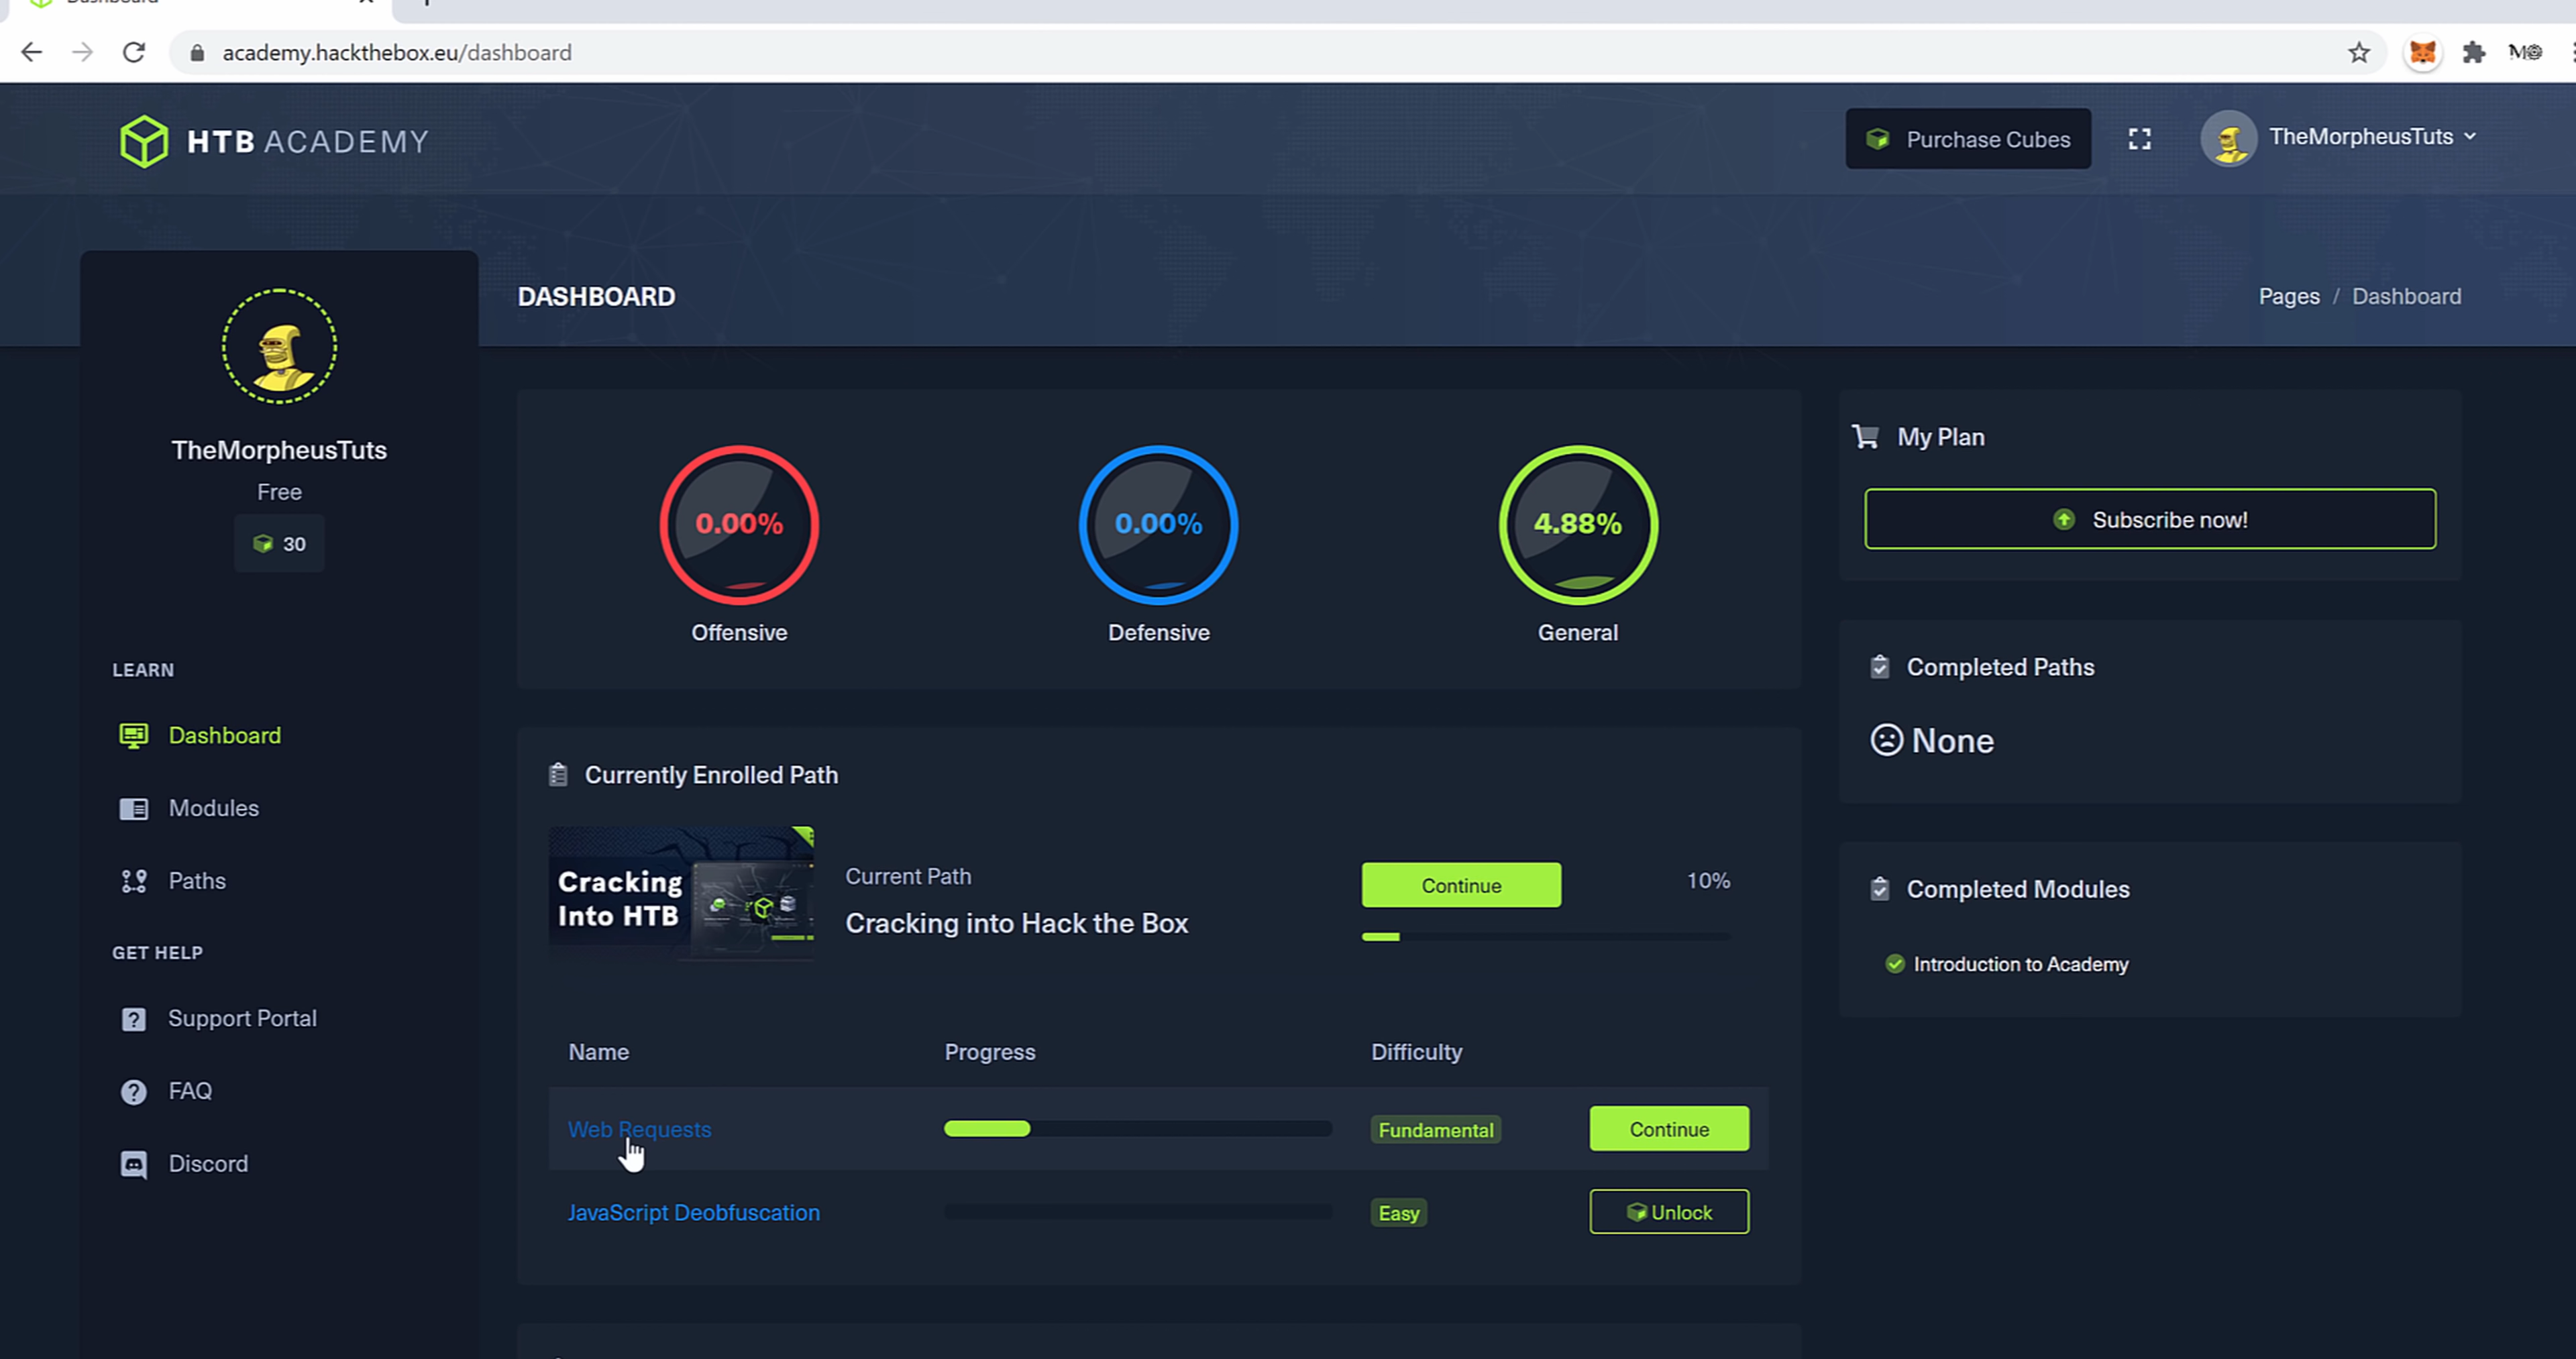 academy.hackthebox.eu/dashboard
HTB ACADEMY
Purchase Cubes
TheMorpheusTuts
DASHBOARD
Pages / Dashboard
TheMorpheusTuts
Free
30
LEARN
Dashboard
Modules
Paths
GET HELP
Support Portal
FAQ
Discord
0.00%
Offensive
0.00%
Defensive
4.88%
General
Currently Enrolled Path
Cracking
Into HTB
Current Path
Cracking into Hack the Box
Continue
10%
Name Progress Difficulty
Web Requests Fundamental Continue
JavaScript Deobfuscation Easy Unlock
My Plan
Subscribe now!
Completed Paths
None
Completed Modules
Introduction to Academy